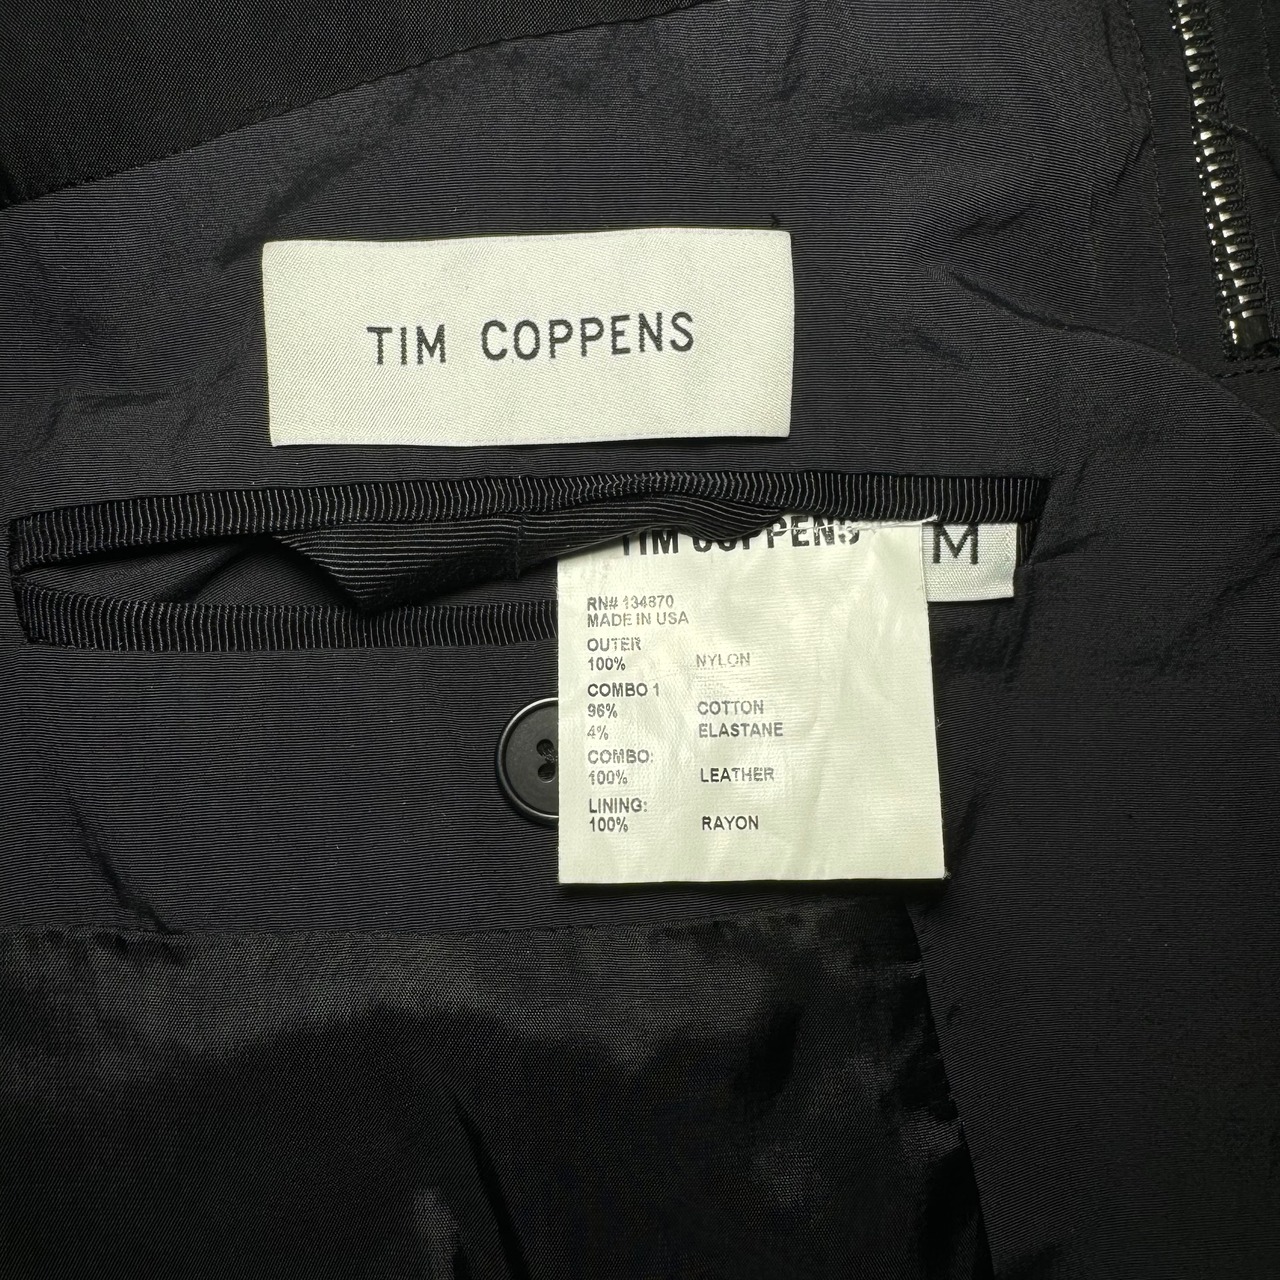 TIM COPPENS
TIM COPPENS
M
RN# 134870
MADE IN USA
OUTER
100% NYLON
COMBO 1
96% COTTON
4% ELASTANE
COMBO:
100% LEATHER
LINING:
100% RAYON